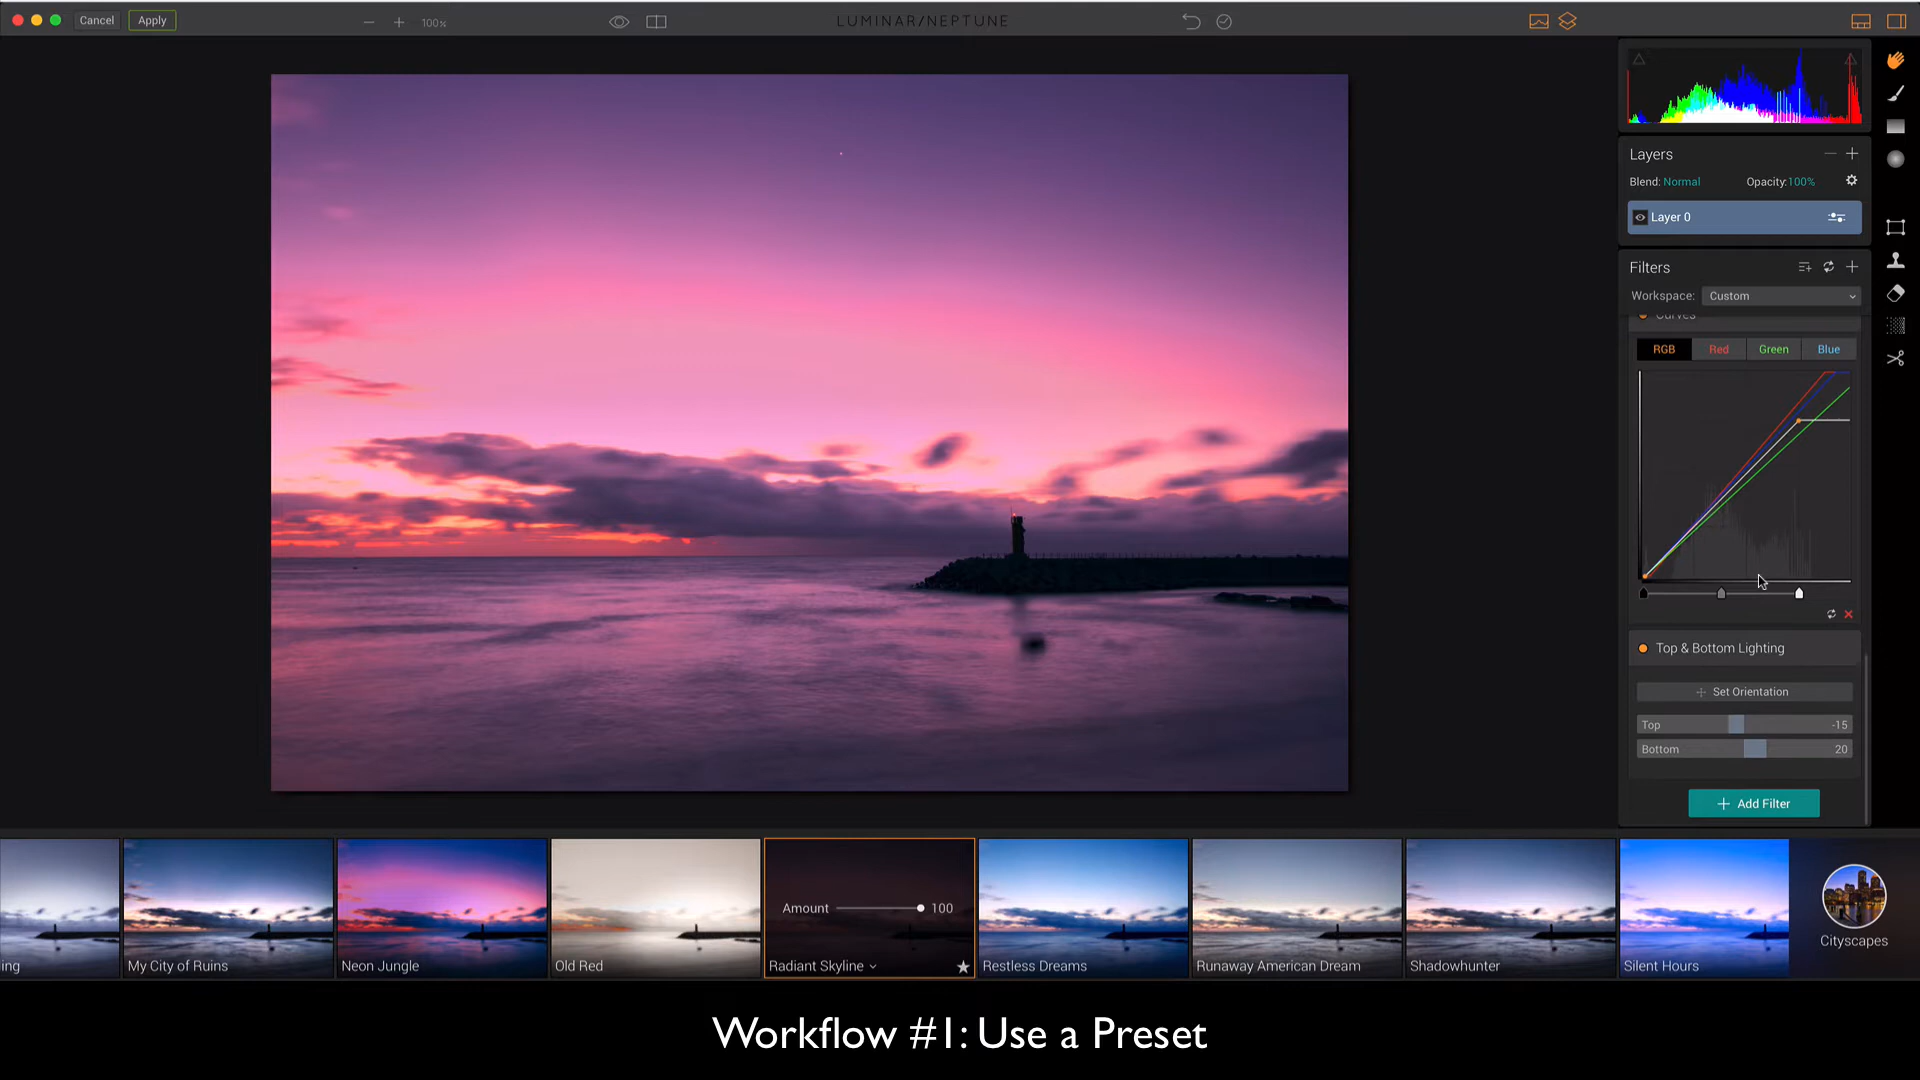 Cancel Apply 100% LUMINAR/NEPTUNE
Layers
Blend: Normal Opacity:100%
Layer 0
Filters
Workspace: Custom
Curves
RGB Red Green Blue
Top & Bottom Lighting
Set Orientation
Top -15
Bottom 20
Add Filter
Amount 100
ing My City of Ruins Neon Jungle Old Red Radiant Skyline Restless Dreams Runaway American Dream Shadowhunter Silent Hours Cityscapes
Workflow #1: Use a Preset